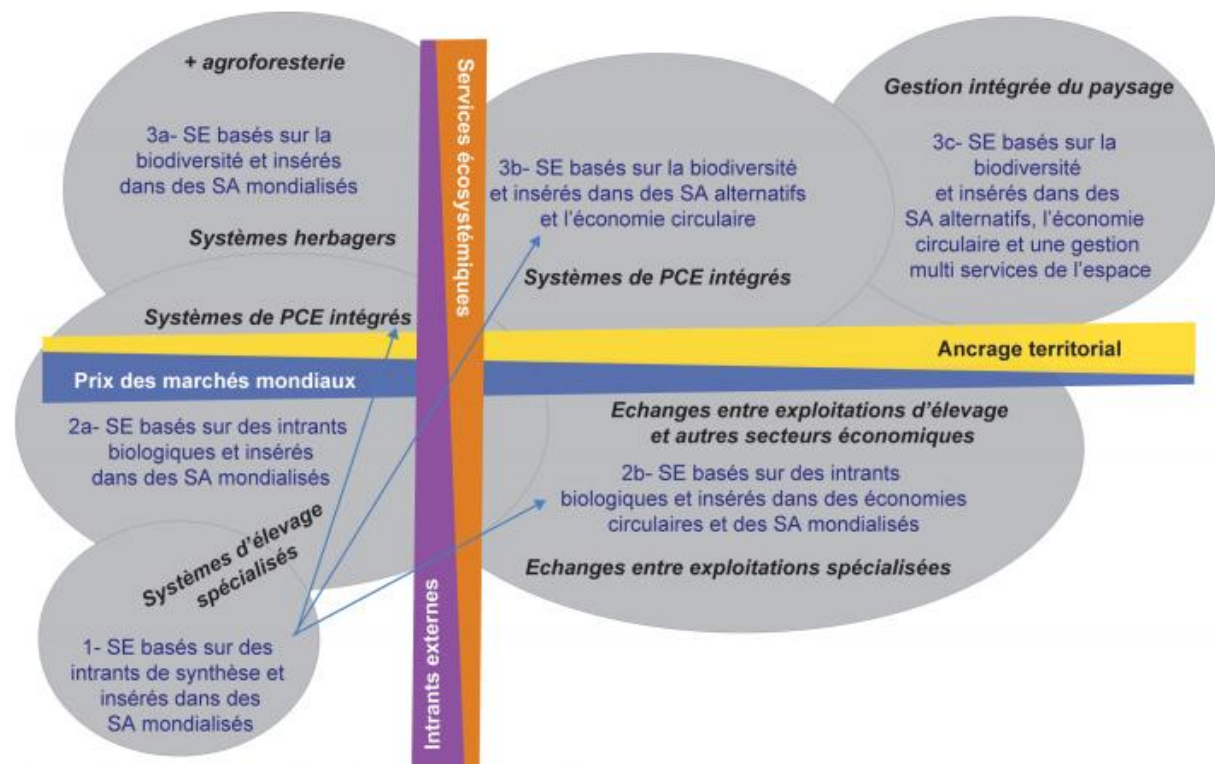 + agroforesterie
3a- SE basés sur la
biodiversité et insérés
dans des SA mondialisés
Systèmes herbagers
Systèmes de PCE intégrés
Services écosystémiques
3b- SE basés sur la biodiversité
et insérés dans des SA alternatifs
et l'économie circulaire
Systèmes de PCE intégrés
Gestion intégrée du paysage
3c- SE basés sur la
biodiversité
et insérés dans des
SA alternatifs, l'économie
circulaire et une gestion
multi services de l'espace
Ancrage territorial
Prix des marchés mondiaux
2a- SE basés sur des intrants
biologiques et insérés
dans des SA mondialisés
Systèmes d'élevage
spécialisés
1- SE basés sur des
intrants de synthèse et
insérés dans des
SA mondialisés
Intrants externes
Echanges entre exploitations d'élevage
et autres secteurs économiques
2b- SE basés sur des intrants
biologiques et insérés dans des économies
circulaires et des SA mondialisés
Echanges entre exploitations spécialisées